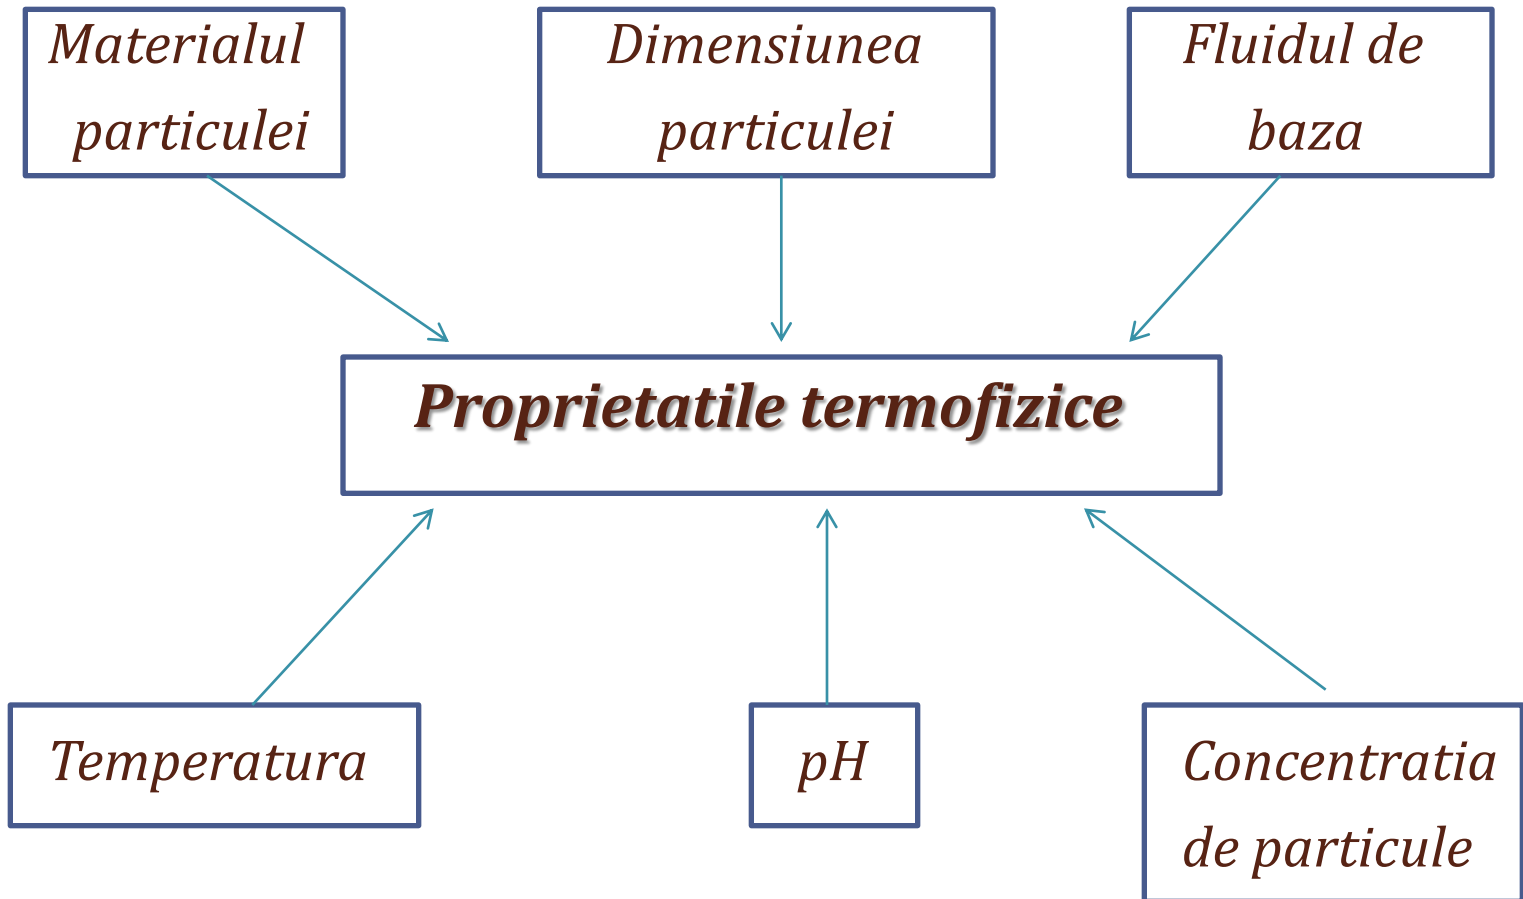 Materialul
particulei
Dimensiunea
particulei
Fluidul de
baza
Proprietatile termofizice
Temperatura
pH
Concentratia
de particule